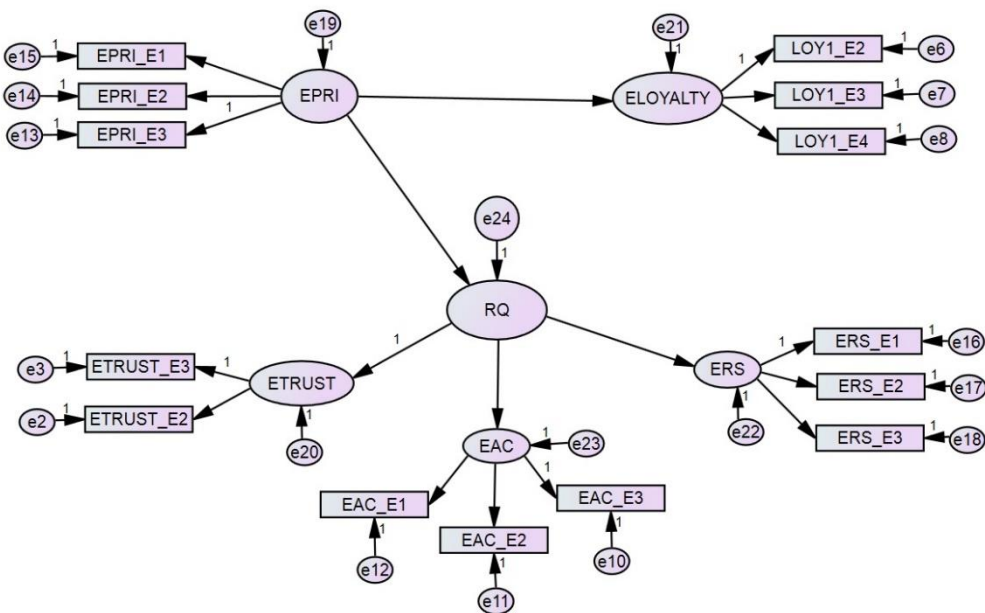 e19
1
e21
1
e15
1
EPRI_E1
LOY1_E2
1
e6
1
e14
1
EPRI_E2
EPRI
ELOYALTY
LOY1_E3
1
e7
1
e13
1
EPRI_E3
LOY1_E4
1
e8
e24
1
RQ
1
ERS_E1
1
e16
1
e3
1
ETRUST_E3
1
ETRUST
ERS
ERS_E2
1
e17
e2
1
ETRUST_E2
1
e20
1
e22
ERS_E3
1
e18
EAC
1
e23
EAC_E1
1
EAC_E3
1
EAC_E2
1
e12
1
e10
e11